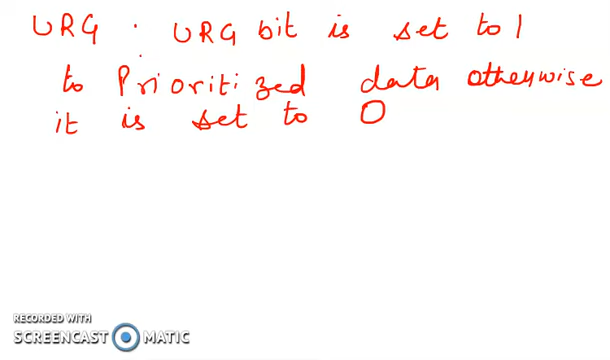 URG : URG bit is set to 1
to Prioritized data otherwise
it is set to 0
RECORDED WITH
SCREENCAST MATIC